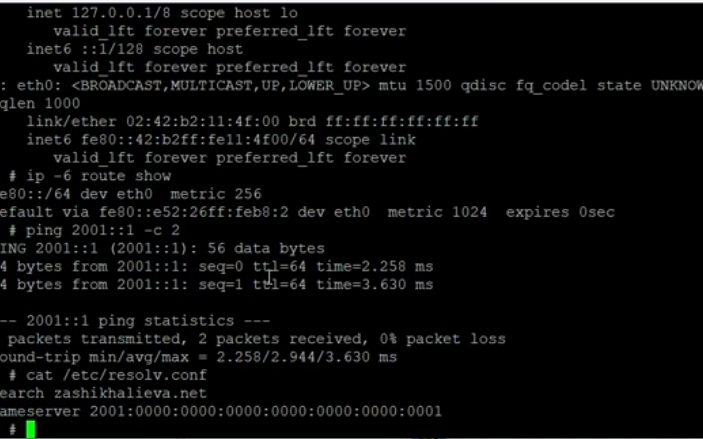 inet 127.0.0.1/8 scope host lo
valid_lft forever preferred_lft forever
inet6 ::1/128 scope host
valid_lft forever preferred_lft forever
: eth0: <BROADCAST,MULTICAST,UP,LOWER_UP> mtu 1500 qdisc fq_codel state UNKNOW
qlen 1000
link/ether 02:42:b2:11:4f:00 brd ff:ff:ff:ff:ff:ff
inet6 fe80::42:b2ff:fe11:4f00/64 scope link
valid_lft forever preferred_lft forever
# ip -6 route show
e80::/64 dev eth0  metric 256
efault via fe80::e52:26ff:feb8:2 dev eth0  metric 1024  expires 0sec
# ping 2001::1 -c 2
ING 2001::1 (2001::1): 56 data bytes
4 bytes from 2001::1: seq=0 ttl=64 time=2.258 ms
4 bytes from 2001::1: seq=1 ttl=64 time=3.630 ms
-- 2001::1 ping statistics ---
packets transmitted, 2 packets received, 0% packet loss
ound-trip min/avg/max = 2.258/2.944/3.630 ms
# cat /etc/resolv.conf
earch zashikhalieva.net
ameserver 2001:0000:0000:0000:0000:0000:0000:0001
#